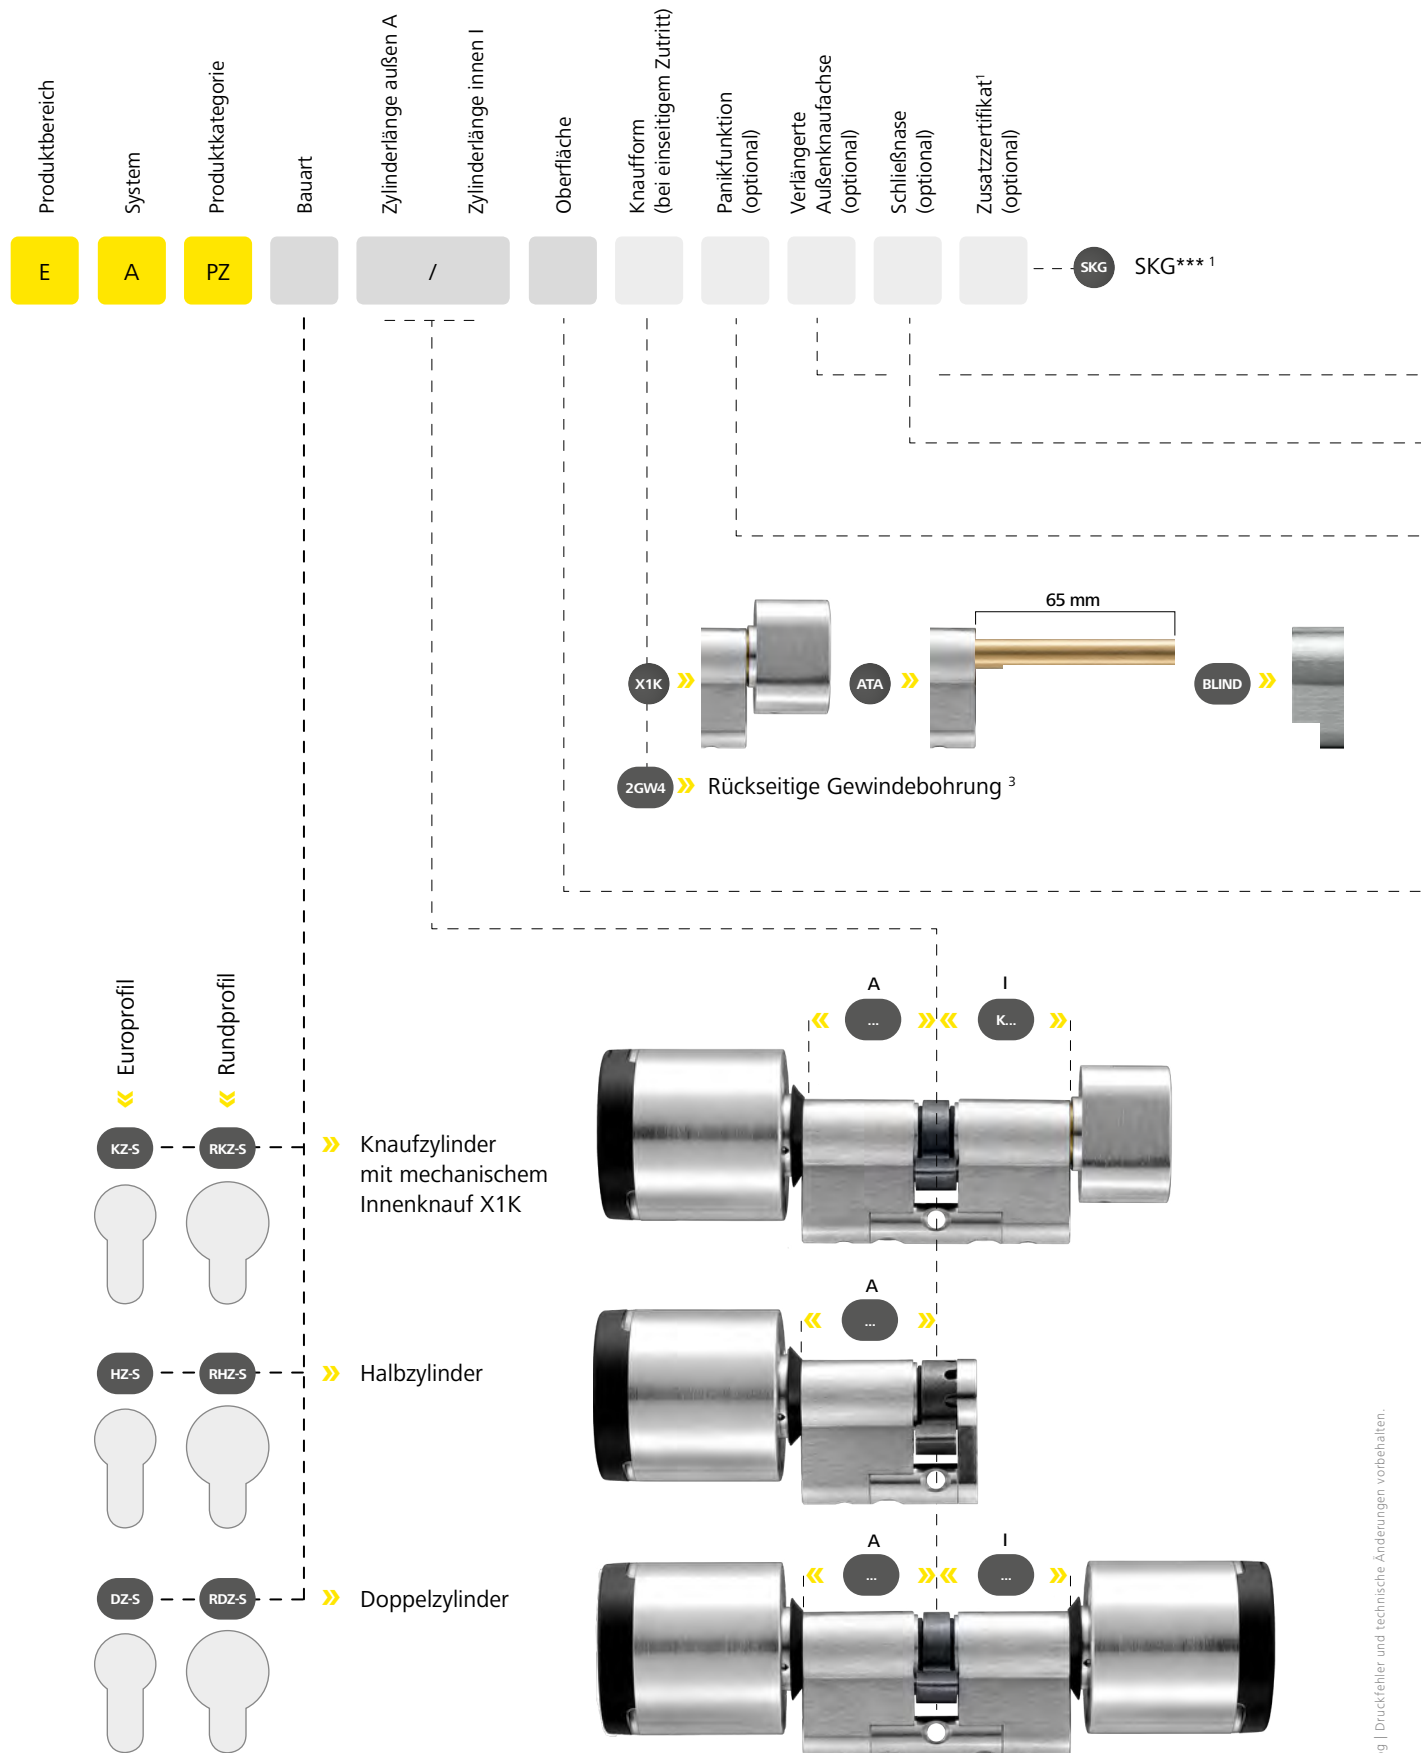 Produktbereich
System
Produktkategorie
Bauart
Zylinderlänge außen A
Zylinderlänge innen I
Oberfläche
Knaufform
(bei einseitigem Zutritt)
Panikfunktion
(optional)
Verlängerte
Außenknaufachse
(optional)
Schließnase
(optional)
Zusatzzertifikat¹
(optional)
E
A
PZ
/
SKG
SKG*** ¹
65 mm
X1K
ATA
BLIND
2GW4
Rückseitige Gewindebohrung ³
Europrofil
Rundprofil
A
I
...
K...
KZ-S
RKZ-S
Knaufzylinder
mit mechanischem
Innenknauf X1K
A
...
HZ-S
RHZ-S
Halbzylinder
A
I
...
...
DZ-S
RDZ-S
Doppelzylinder
g | Druckfehler und technische Änderungen vorbehalten.